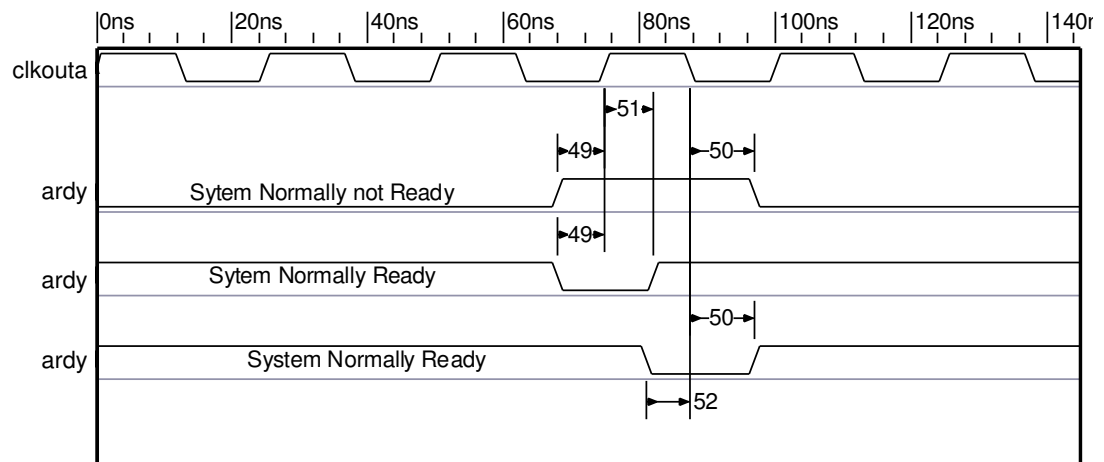 0ns 20ns 40ns 60ns 80ns 100ns 120ns 140n
clkouta
51
49 50
ardy Sytem Normally not Ready
49
ardy Sytem Normally Ready
50
ardy System Normally Ready
52